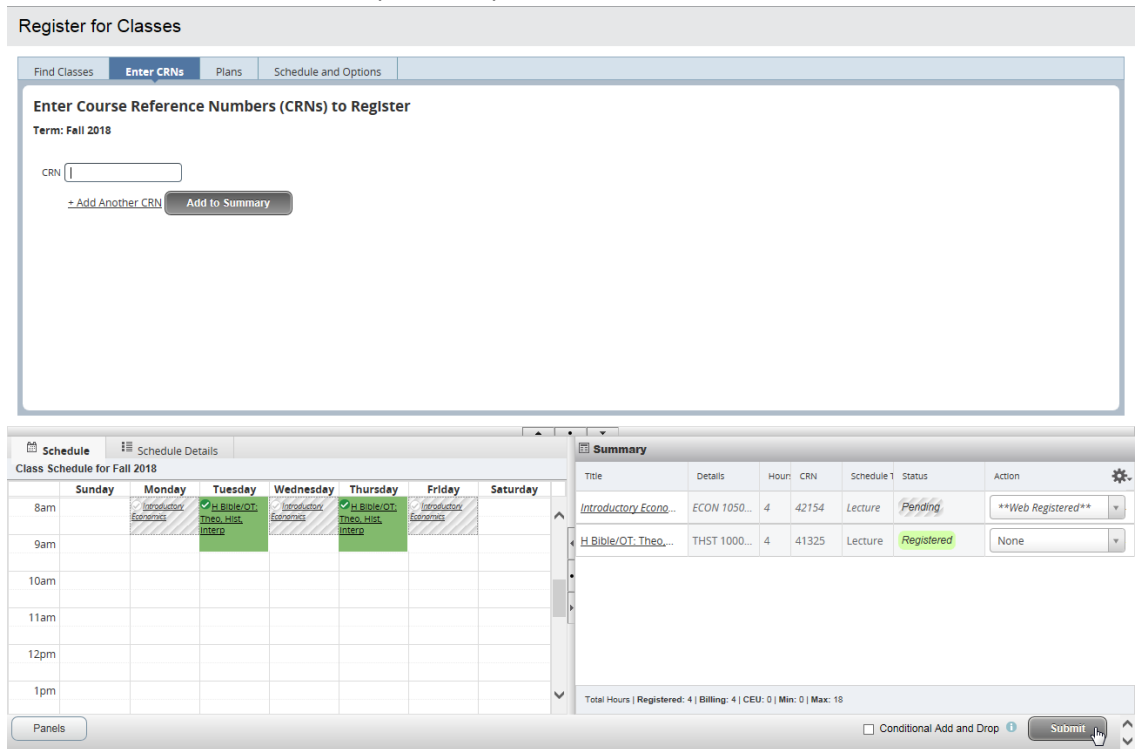 Register for Classes
Find Classes Enter CRNs Plans Schedule and Options
Enter Course Reference Numbers (CRNs) to Register
Term: Fall 2018
CRN
+ Add Another CRN Add to Summary
Schedule Schedule Details
Class Schedule for Fall 2018
Sunday Monday Tuesday Wednesday Thursday Friday Saturday
8am
Introductory Economics
H Bible/OT: Theo, Hist, Interp
Introductory Economics
H Bible/OT: Theo, Hist, Interp
Introductory Economics
9am
10am
11am
12pm
1pm
Summary
Title Details Hour CRN Schedule T Status Action
Introductory Econo... ECON 1050... 4 42154 Lecture Pending **Web Registered**
H Bible/OT: Theo,... THST 1000... 4 41325 Lecture Registered None
Total Hours | Registered: 4 | Billing: 4 | CEU: 0 | Min: 0 | Max: 18
Panels Conditional Add and Drop Submit